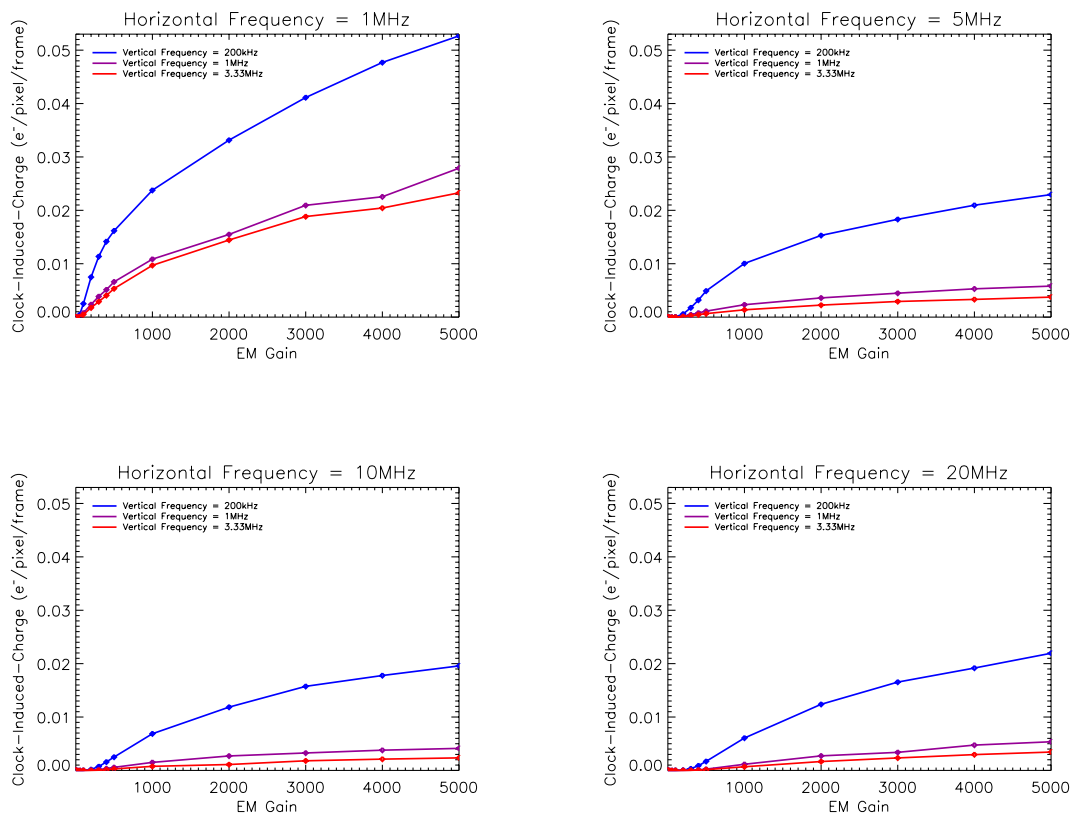 Horizontal Frequency = 1MHz
Clock-Induced-Charge (e⁻/pixel/frame)
0.05
0.04
0.03
0.02
0.01
0.00
Vertical Frequency = 200kHz
Vertical Frequency = 1MHz
Vertical Frequency = 3.33MHz
1000 2000 3000 4000 5000
EM Gain
Horizontal Frequency = 5MHz
Clock-Induced-Charge (e⁻/pixel/frame)
0.05
0.04
0.03
0.02
0.01
0.00
Vertical Frequency = 200kHz
Vertical Frequency = 1MHz
Vertical Frequency = 3.33MHz
1000 2000 3000 4000 5000
EM Gain
Horizontal Frequency = 10MHz
Clock-Induced-Charge (e⁻/pixel/frame)
0.05
0.04
0.03
0.02
0.01
0.00
Vertical Frequency = 200kHz
Vertical Frequency = 1MHz
Vertical Frequency = 3.33MHz
1000 2000 3000 4000 5000
EM Gain
Horizontal Frequency = 20MHz
Clock-Induced-Charge (e⁻/pixel/frame)
0.05
0.04
0.03
0.02
0.01
0.00
Vertical Frequency = 200kHz
Vertical Frequency = 1MHz
Vertical Frequency = 3.33MHz
1000 2000 3000 4000 5000
EM Gain